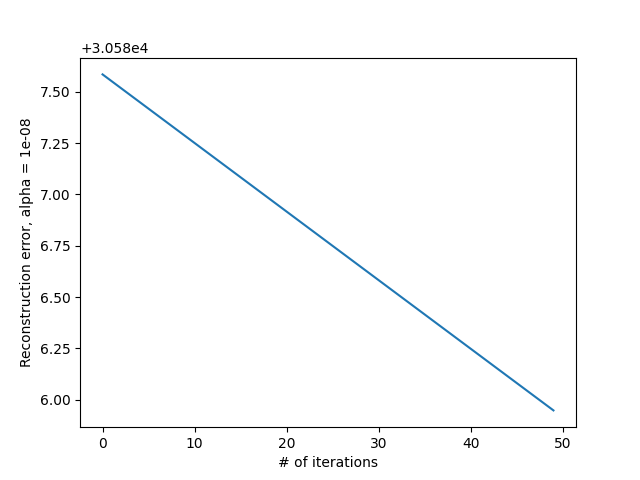 +3.058e4
7.50
7.25
7.00
6.75
6.50
6.25
6.00
Reconstruction error, alpha = 1e-08
0 10 20 30 40 50
# of iterations